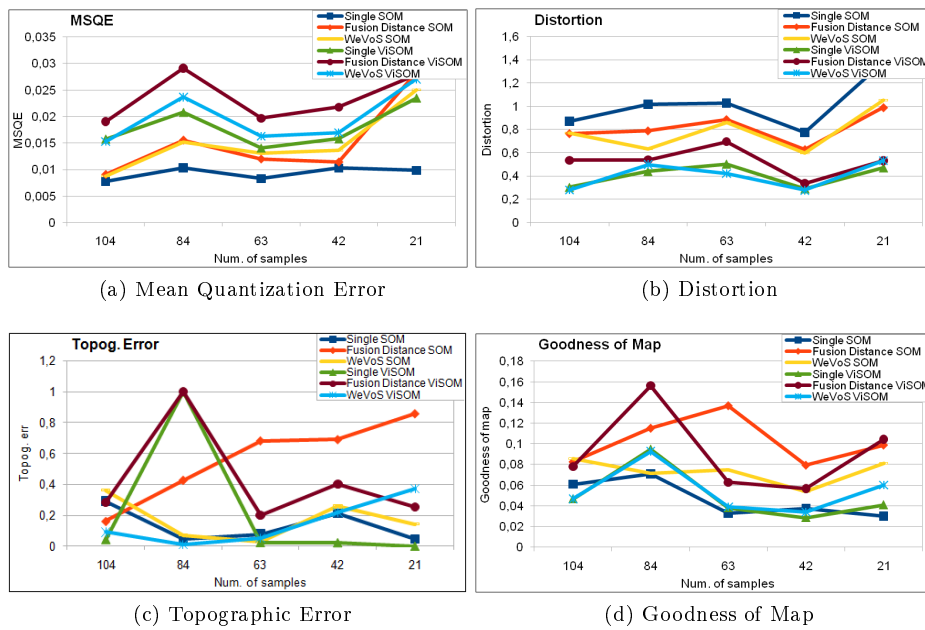 MSQE
Single SOM
Fusion Distance SOM
WeVoS SOM
Single ViSOM
Fusion Distance ViSOM
WeVoS ViSOM
0,035
0,03
0,025
0,02
0,015
0,01
0,005
0
MSQE
104 84 63 42 21
Num. of samples
(a) Mean Quantization Error
Distortion
Single SOM
Fusion Distance SOM
WeVoS SOM
Single ViSOM
Fusion Distance ViSOM
WeVoS ViSOM
1,6
1,4
1,2
1
0,8
0,6
0,4
0,2
0
Distortion
104 84 63 42 21
Num. of samples
(b) Distortion
Topog. Error
Single SOM
Fusion Distance SOM
WeVoS SOM
Single ViSOM
Fusion Distance ViSOM
WeVoS ViSOM
1,2
1
0,8
0,6
0,4
0,2
0
Topog. err
104 84 63 42 21
Num. of samples
(c) Topographic Error
Goodness of Map
Single SOM
Fusion Distance SOM
WeVoS SOM
Single ViSOM
Fusion Distance ViSOM
WeVoS ViSOM
0,18
0,16
0,14
0,12
0,1
0,08
0,06
0,04
0,02
0
Goodness of map
104 84 63 42 21
Num. of samples
(d) Goodness of Map